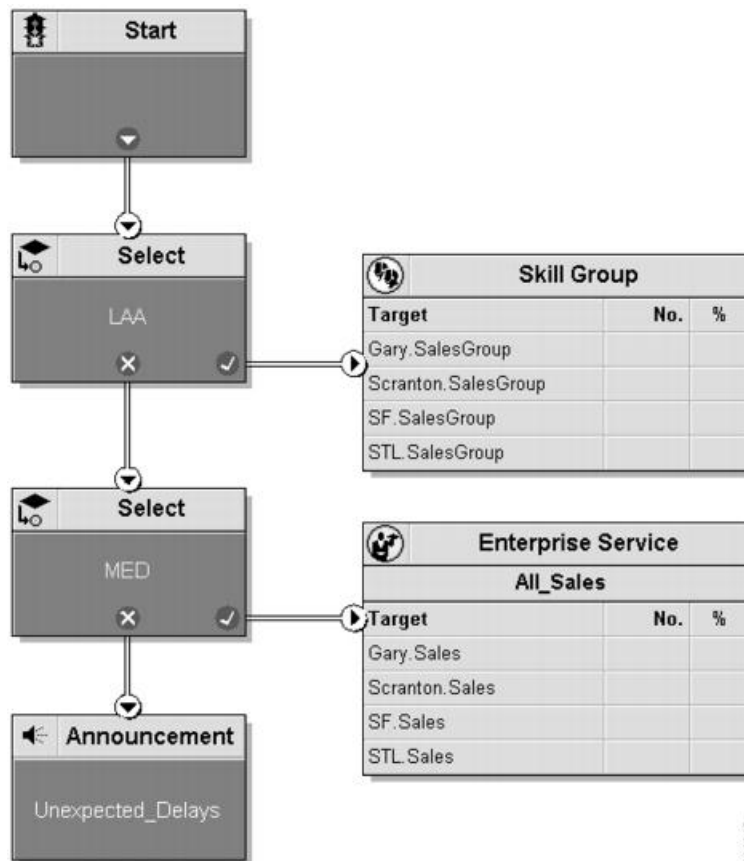 Start
Select
LAA
Skill Group
Target No. %
Gary.SalesGroup
Scranton.SalesGroup
SF.SalesGroup
STL.SalesGroup
Select
MED
Enterprise Service
All_Sales
Target No. %
Gary.Sales
Scranton.Sales
SF.Sales
STL.Sales
Announcement
Unexpected_Delays